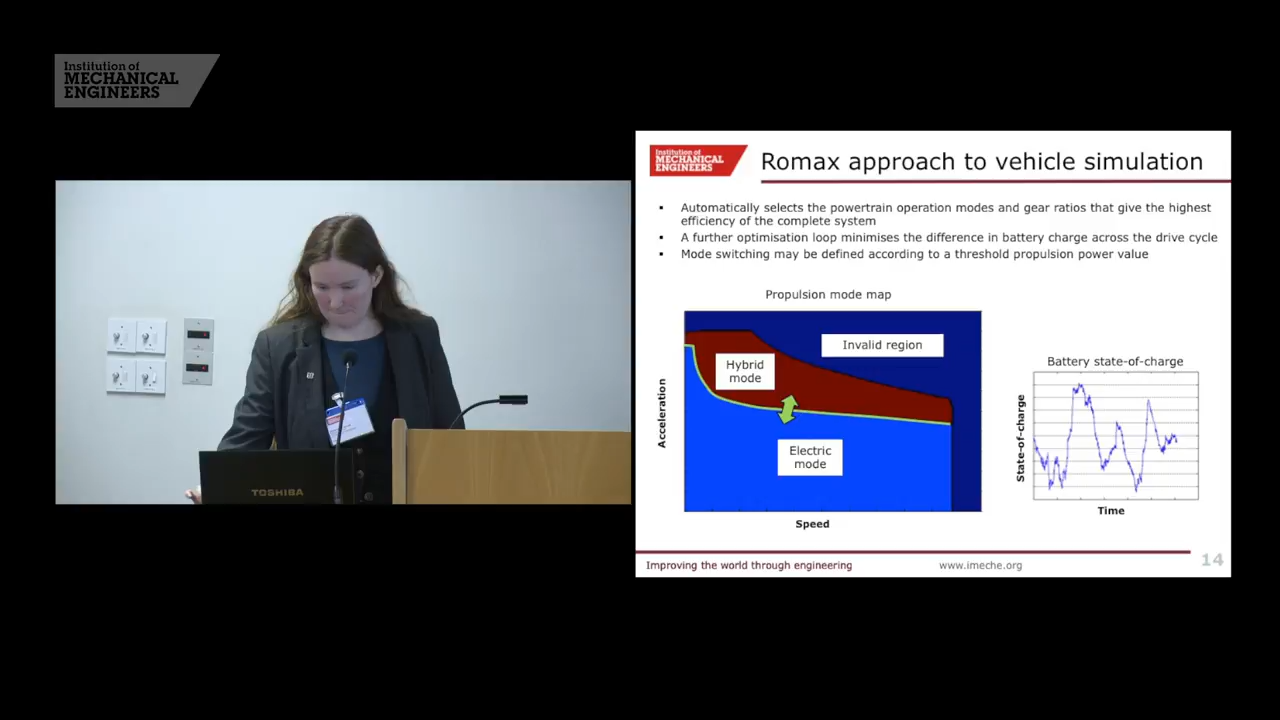 Institution of
MECHANICAL
ENGINEERS
TOSHIBA
Institution of
MECHANICAL
ENGINEERS
Romax approach to vehicle simulation
▪ Automatically selects the powertrain operation modes and gear ratios that give the highest
efficiency of the complete system
▪ A further optimisation loop minimises the difference in battery charge across the drive cycle
▪ Mode switching may be defined according to a threshold propulsion power value
Propulsion mode map
Invalid region
Hybrid
mode
Electric
mode
Acceleration
Speed
Battery state-of-charge
State-of-charge
Time
Improving the world through engineering
www.imeche.org
14